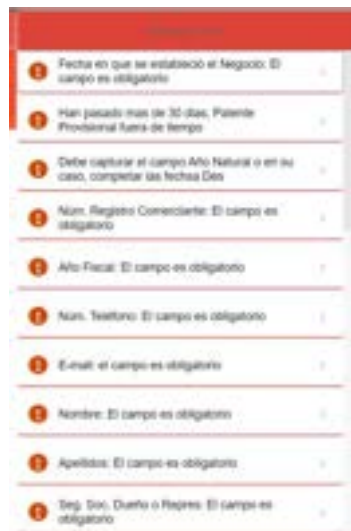 Fecha en que se estableció el Negocio: El
campo es obligatorio
Han pasado mas de 30 dias, Patente
Provisional fuera de tiempo
Debe capturar el campo Año Natural o en su
caso, completar las fechsa Des
Núm. Registro Comerciante: El campo es
obligatorio
Año Fiscal: El campo es obligatorio
Núm. Teléfono: El campo es obligatorio
E-mail: el campo es obligatorio
Nombre: El campo es obligatorio
Apellidos: El campo es obligatorio
Seg. Soc. Dueño o Repres: El campo es
obligatorio